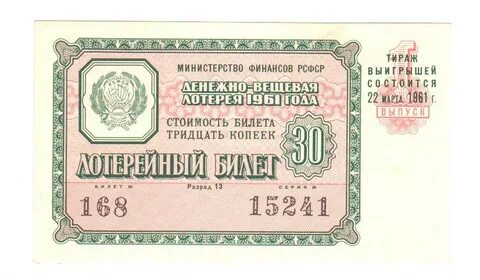 МИНИСТЕРСТВО ФИНАНСОВ РСФСР
ДЕНЕЖНО-ВЕЩЕВАЯ
ЛОТЕРЕЯ 1961 ГОДА
СТОИМОСТЬ БИЛЕТА
ТРИДЦАТЬ КОПЕЕК
30
ЛОТЕРЕЙНЫЙ БИЛЕТ
БИЛЕТ № Разряд 13 СЕРИЯ №
168 15241
1
ТИРАЖ
ВЫИГРЫШЕЙ
СОСТОИТСЯ
22 МАРТА 1961 г.
ВЫПУСК